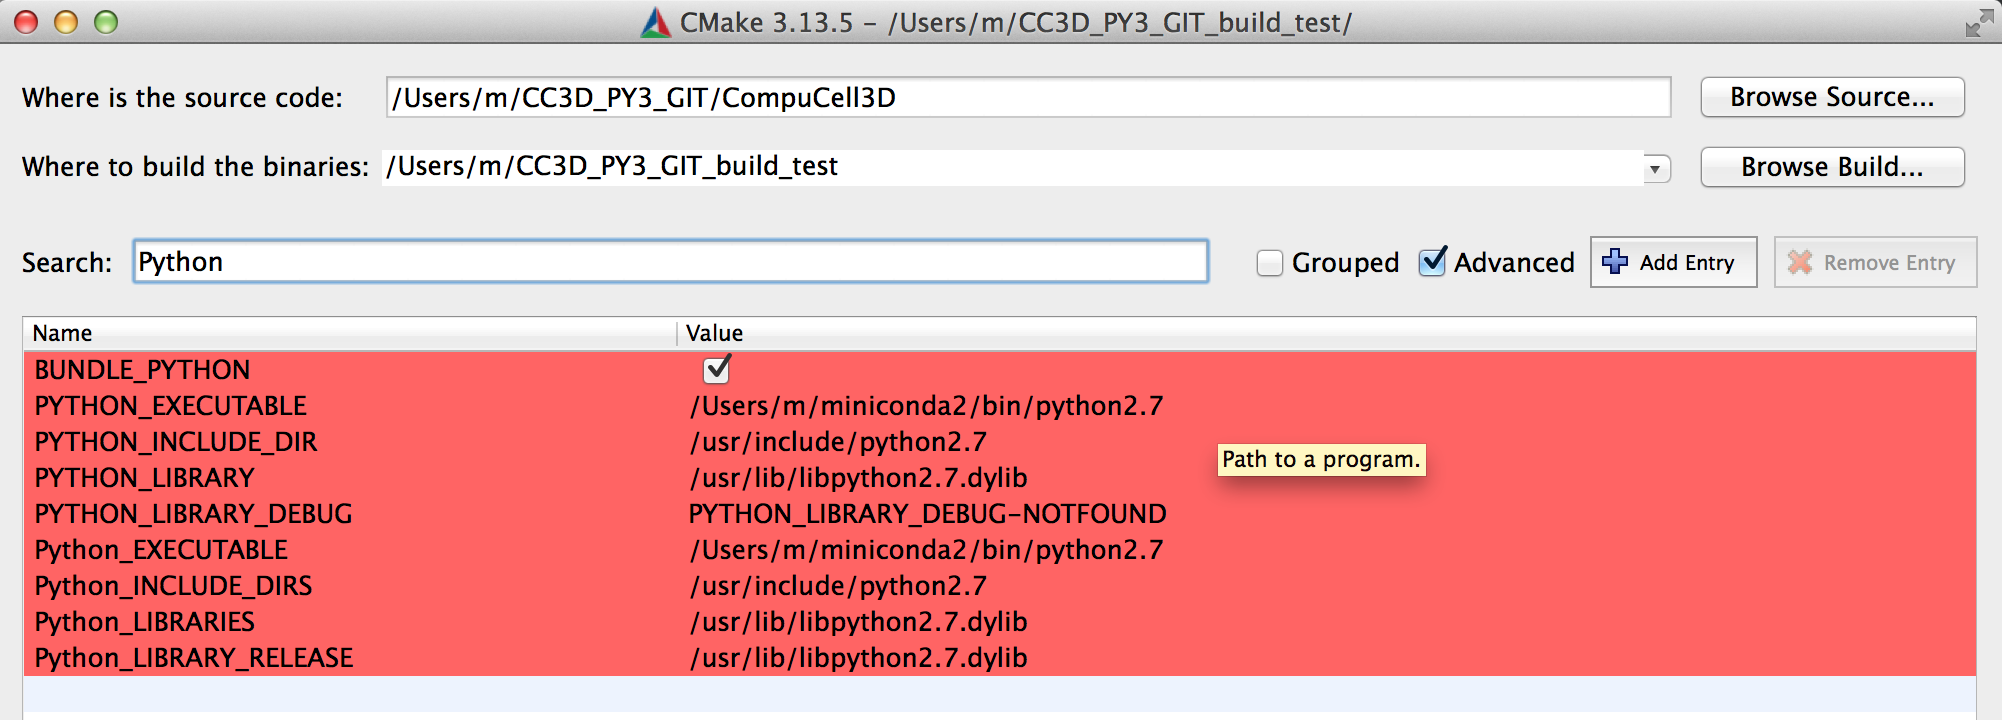 CMake 3.13.5 - /Users/m/CC3D_PY3_GIT_build_test/
Where is the source code: /Users/m/CC3D_PY3_GIT/CompuCell3D Browse Source...
Where to build the binaries: /Users/m/CC3D_PY3_GIT_build_test Browse Build...
Search: Python Grouped Advanced Add Entry Remove Entry
Name Value
BUNDLE_PYTHON
PYTHON_EXECUTABLE /Users/m/miniconda2/bin/python2.7
PYTHON_INCLUDE_DIR /usr/include/python2.7
Path to a program.
PYTHON_LIBRARY /usr/lib/libpython2.7.dylib
PYTHON_LIBRARY_DEBUG PYTHON_LIBRARY_DEBUG-NOTFOUND
Python_EXECUTABLE /Users/m/miniconda2/bin/python2.7
Python_INCLUDE_DIRS /usr/include/python2.7
Python_LIBRARIES /usr/lib/libpython2.7.dylib
Python_LIBRARY_RELEASE /usr/lib/libpython2.7.dylib